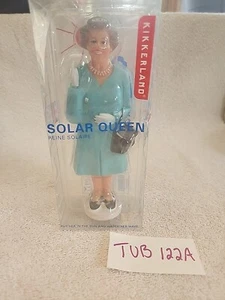 KIKKERLAND®
SOLAR QUEEN
REINE SOLAIRE
TUB 122A